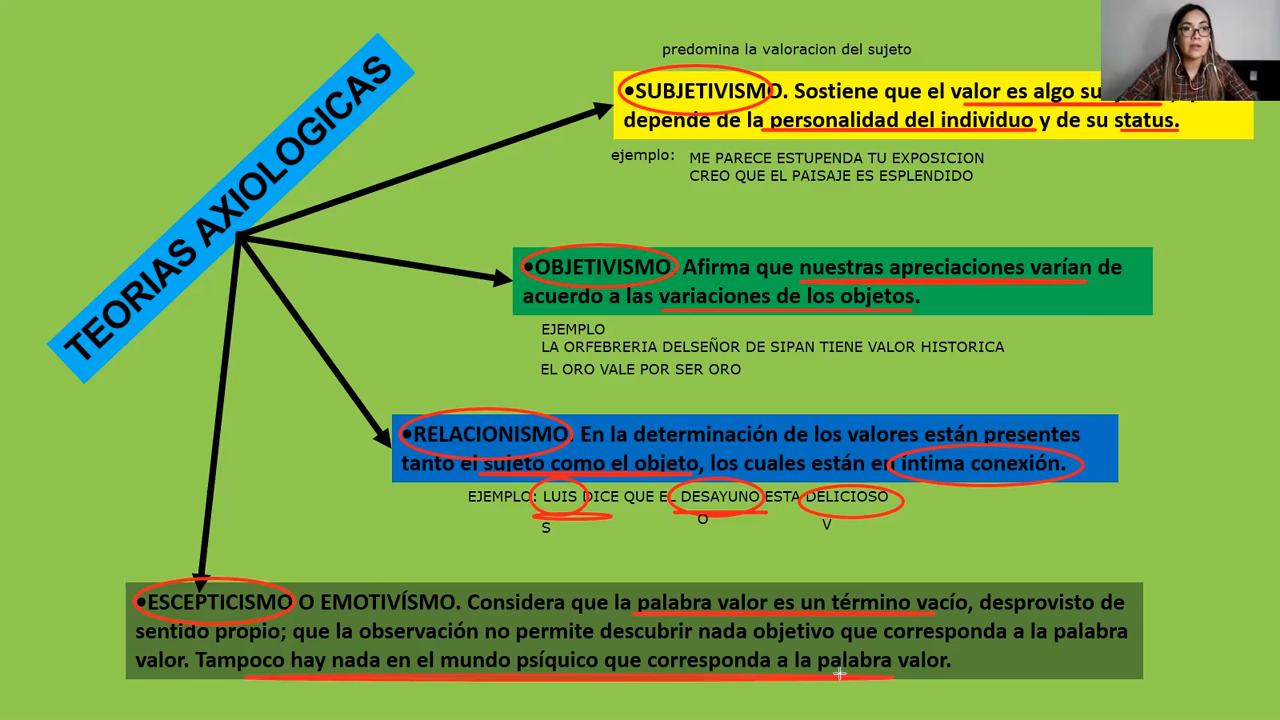 TEORIAS AXIOLOGICAS
predomina la valoracion del sujeto
•SUBJETIVISMO. Sostiene que el valor es algo
depende de la personalidad del individuo y de su status.
ejemplo: ME PARECE ESTUPENDA TU EXPOSICION
CREO QUE EL PAISAJE ES ESPLENDIDO
•OBJETIVISMO. Afirma que nuestras apreciaciones varían de
acuerdo a las variaciones de los objetos.
EJEMPLO
LA ORFEBRERIA DELSEÑOR DE SIPAN TIENE VALOR HISTORICA
EL ORO VALE POR SER ORO
•RELACIONISMO. En la determinación de los valores están presentes
tanto el sujeto como el objeto, los cuales están en íntima conexión.
EJEMPLO: LUIS DICE QUE EL DESAYUNO ESTA DELICIOSO
S O V
•ESCEPTICISMO O EMOTIVÍSMO. Considera que la palabra valor es un término vacío, desprovisto de
sentido propio; que la observación no permite descubrir nada objetivo que corresponda a la palabra
valor. Tampoco hay nada en el mundo psíquico que corresponda a la palabra valor.